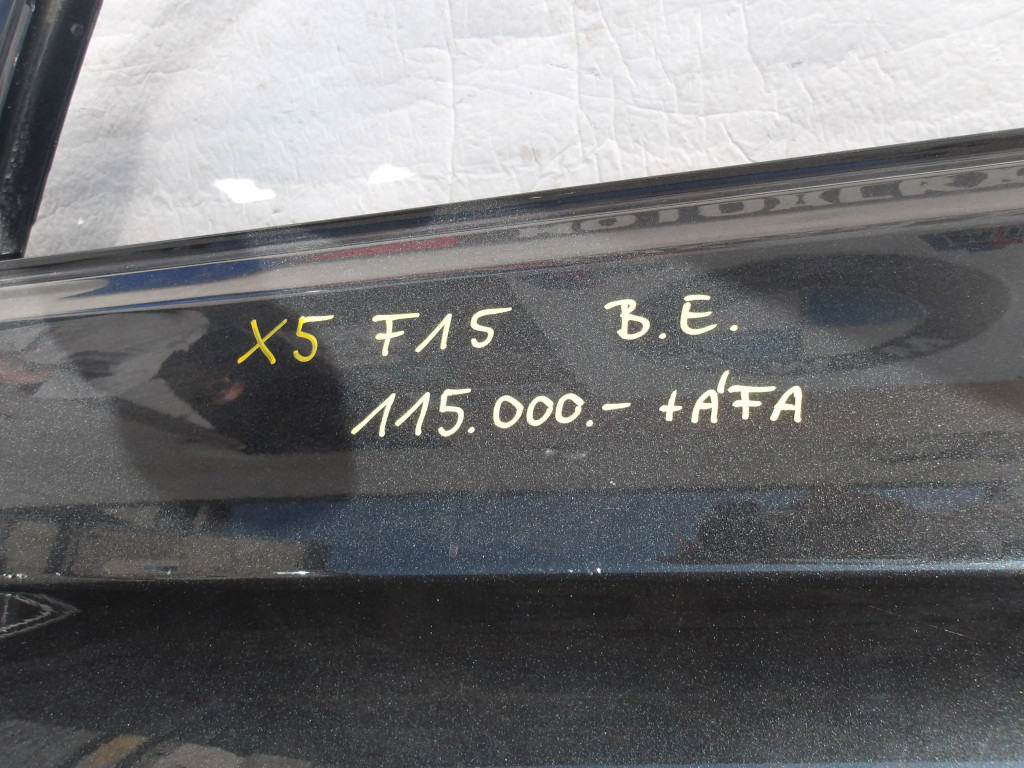 X5 F15 B.E.
115.000.- +ÁFA